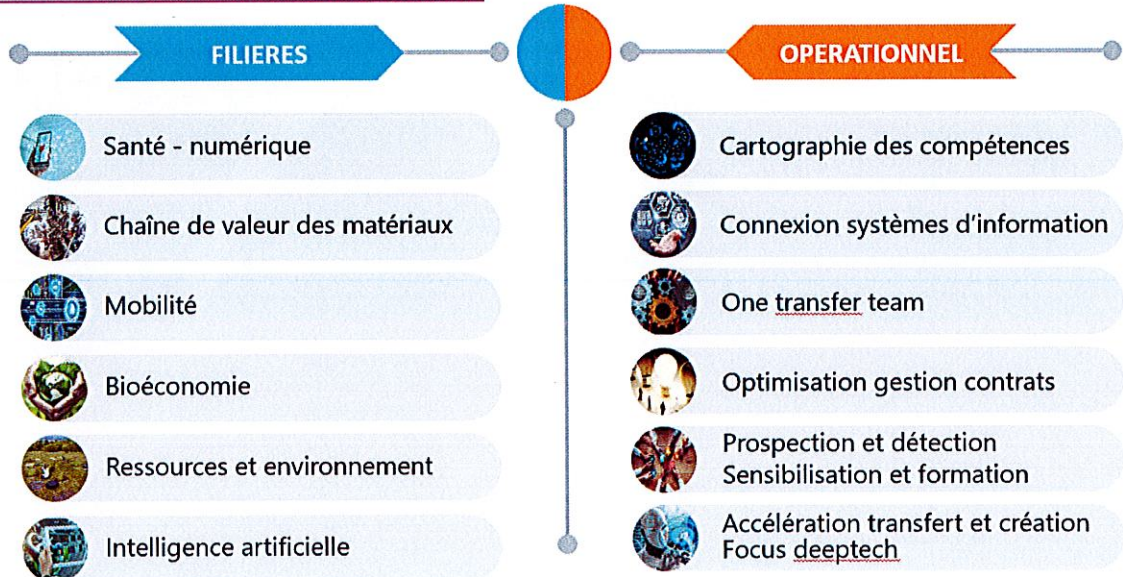 FILIERES
Santé - numérique
Chaîne de valeur des matériaux
Mobilité
Bioéconomie
Ressources et environnement
Intelligence artificielle
OPERATIONNEL
Cartographie des compétences
Connexion systèmes d'information
One transfer team
Optimisation gestion contrats
Prospection et détection
Sensibilisation et formation
Accélération transfert et création
Focus deeptech